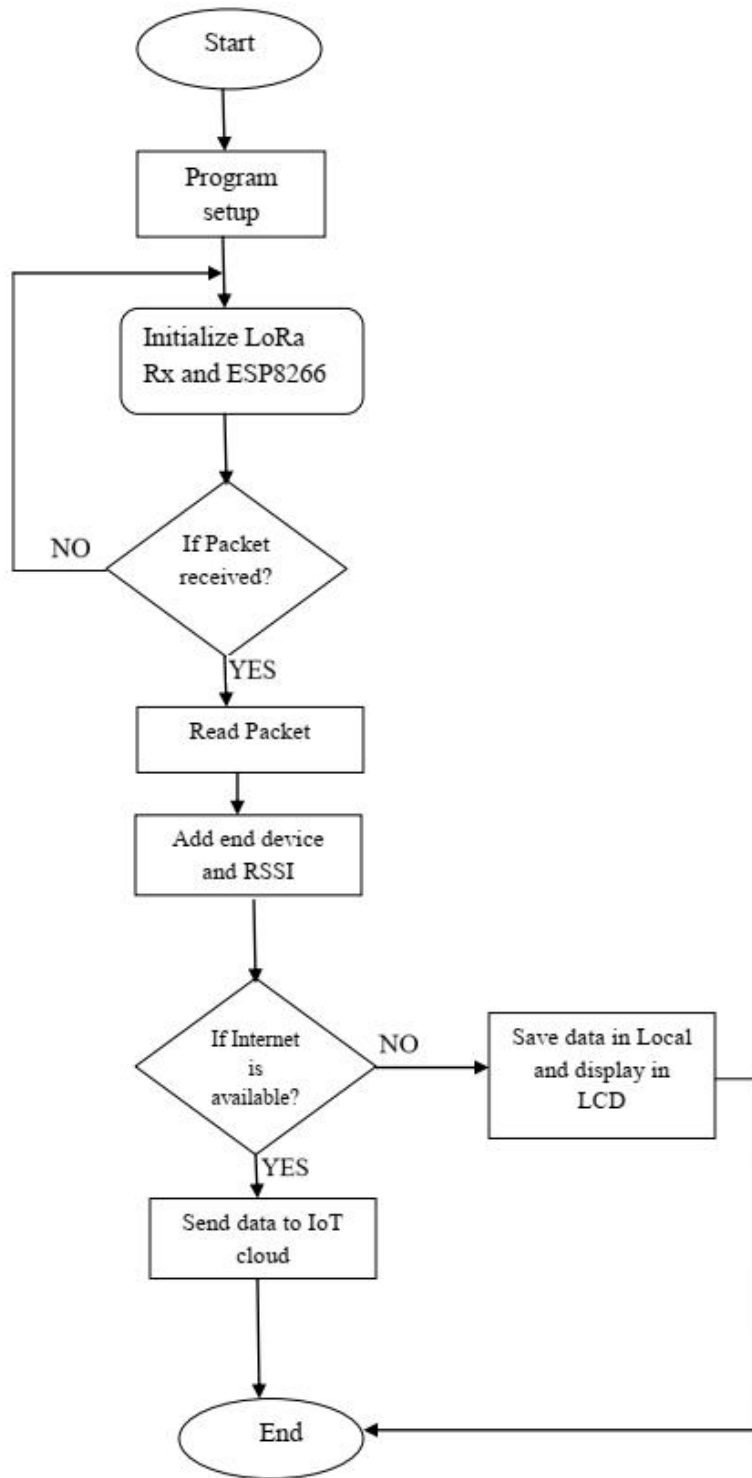 Start
Program
setup
Initialize LoRa
Rx and ESP8266
If Packet
received?
NO
YES
Read Packet
Add end device
and RSSI
If Internet
is
available?
NO
Save data in Local
and display in
LCD
YES
Send data to IoT
cloud
End